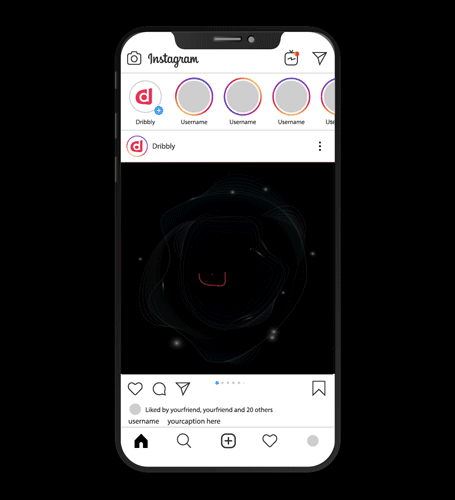 Instagram
Dribbly Username Username Username Use
d Dribbly
Liked by yourfriend, yourfriend and 20 others
username yourcaption here